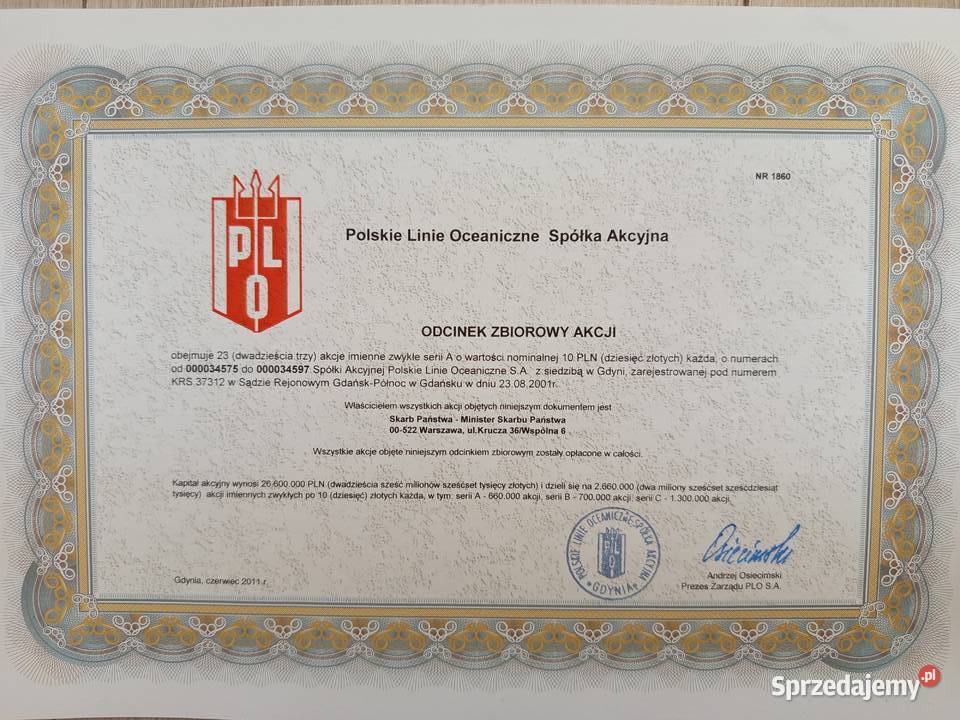 NR 1860
PLO
Polskie Linie Oceaniczne Spółka Akcyjna
ODCINEK ZBIOROWY AKCJI
obejmuje 23 (dwadzieścia trzy) akcje imienne zwykłe serii A o wartości nominalnej 10 PLN (dziesięć złotych) każda, o numerach
od 000034575 do 000034597 Spółki Akcyjnej Polskie Linie Oceaniczne S.A. z siedzibą w Gdyni, zarejestrowanej pod numerem
KRS 37312 w Sądzie Rejonowym Gdańsk-Północ w Gdańsku w dniu 23.08.2001r.
Właścicielem wszystkich akcji objętych niniejszym dokumentem jest
Skarb Państwa - Minister Skarbu Państwa
00-522 Warszawa, ul.Krucza 36/Wspólna 6
Wszystkie akcje objęte niniejszym odcinkiem zbiorowym zostały opłacone w całości.
Kapitał akcyjny wynosi 26.600.000 PLN (dwadzieścia sześć milionów sześćset tysięcy złotych) i dzieli się na 2.660.000 (dwa miliony sześćset sześćdziesiąt
tysięcy) akcji imiennych zwykłych po 10 (dziesięć) złotych każda, w tym: serii A - 660.000 akcji, serii B - 700.000 akcji, serii C - 1.300.000 akcji.
POLSKIE LINIE OCEANICZNE SPÓŁKA AKCYJNA
PLO
GDYNIA
Osiecimski
Gdynia, czerwiec 2011 r.
Andrzej Osiecimski
Prezes Zarządu PLO S.A.
Sprzedajemy.pl